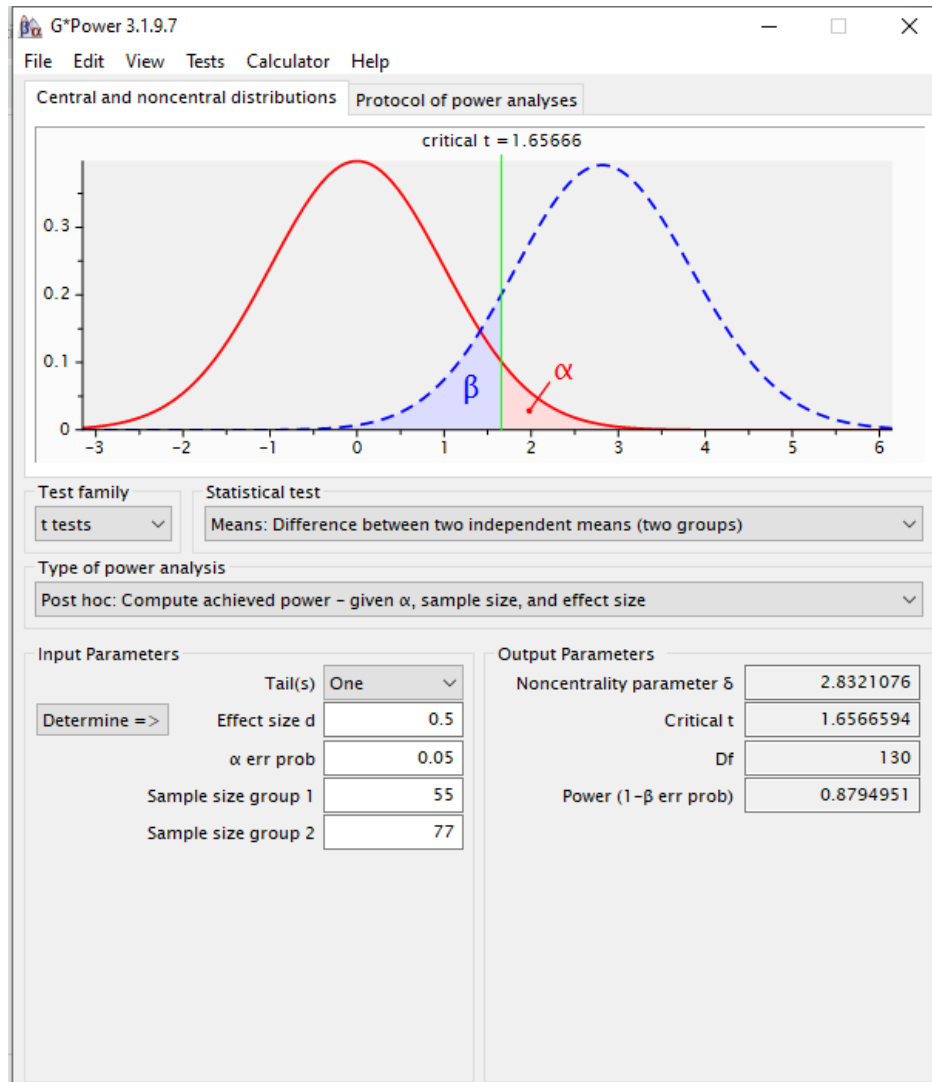 G*Power 3.1.9.7
File Edit View Tests Calculator Help
Central and noncentral distributions Protocol of power analyses
critical t = 1.65666
0.3
0.2
0.1
0
β
α
−3 −2 −1 0 1 2 3 4 5 6
Test family Statistical test
t tests Means: Difference between two independent means (two groups)
Type of power analysis
Post hoc: Compute achieved power – given α, sample size, and effect size
Input Parameters Output Parameters
Tail(s) One Noncentrality parameter δ 2.8321076
Determine => Effect size d 0.5 Critical t 1.6566594
α err prob 0.05 Df 130
Sample size group 1 55 Power (1−β err prob) 0.8794951
Sample size group 2 77